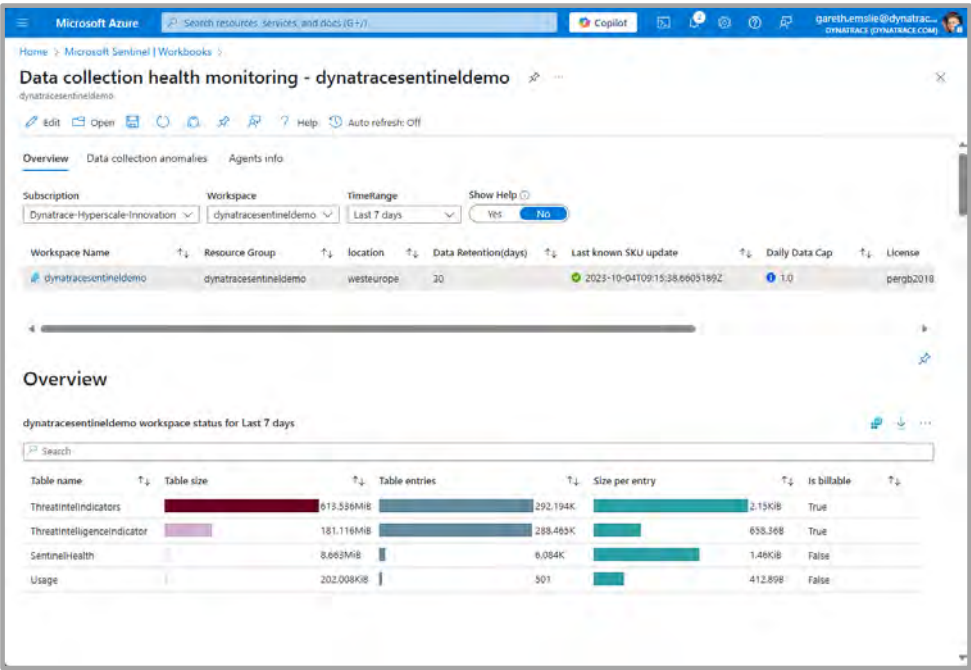 Microsoft Azure
Search resources, services, and docs (G+/)
Copilot
gareth.emslie@dynatrac...
DYNATRACE (DYNATRACE.COM)
Home > Microsoft Sentinel | Workbooks >
Data collection health monitoring - dynatracesentineldemo
dynatracesentineldemo
Edit Open Help Auto refresh: Off
Overview Data collection anomalies Agents info
Subscription Workspace TimeRange Show Help
Dynatrace-Hyperscale-Innovation dynatracesentineldemo Last 7 days Yes No
Workspace Name Resource Group location Data Retention(days) Last known SKU update Daily Data Cap License
dynatracesentineldemo dynatracesentineldemo westeurope 30 2023-10-04T09:15:38.6605189Z 1.0 pergb2018
Overview
dynatracesentineldemo workspace status for Last 7 days
Search
Table name Table size Table entries Size per entry Is billable
ThreatIntelIndicators 613.536MiB 292.194K 2.15KiB True
ThreatIntelligenceIndicator 181.116MiB 288.465K 658.36B True
SentinelHealth 8.663MiB 6.084K 1.46KiB False
Usage 202.008KiB 501 412.89B False